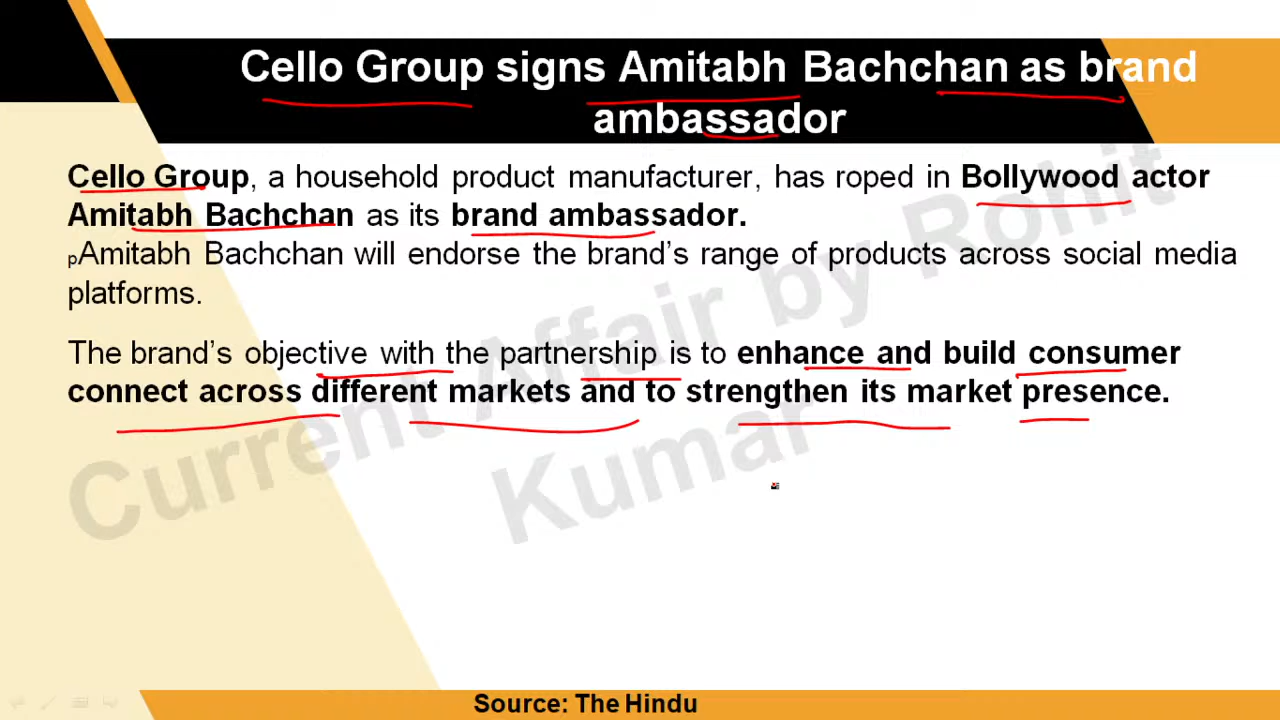 Cello Group signs Amitabh Bachchan as brand
ambassador
Cello Group, a household product manufacturer, has roped in Bollywood actor
Amitabh Bachchan as its brand ambassador.
pAmitabh Bachchan will endorse the brand’s range of products across social media
platforms.
The brand’s objective with the partnership is to enhance and build consumer
connect across different markets and to strengthen its market presence.
Current Affair by Rohit
Kumar
Source: The Hindu